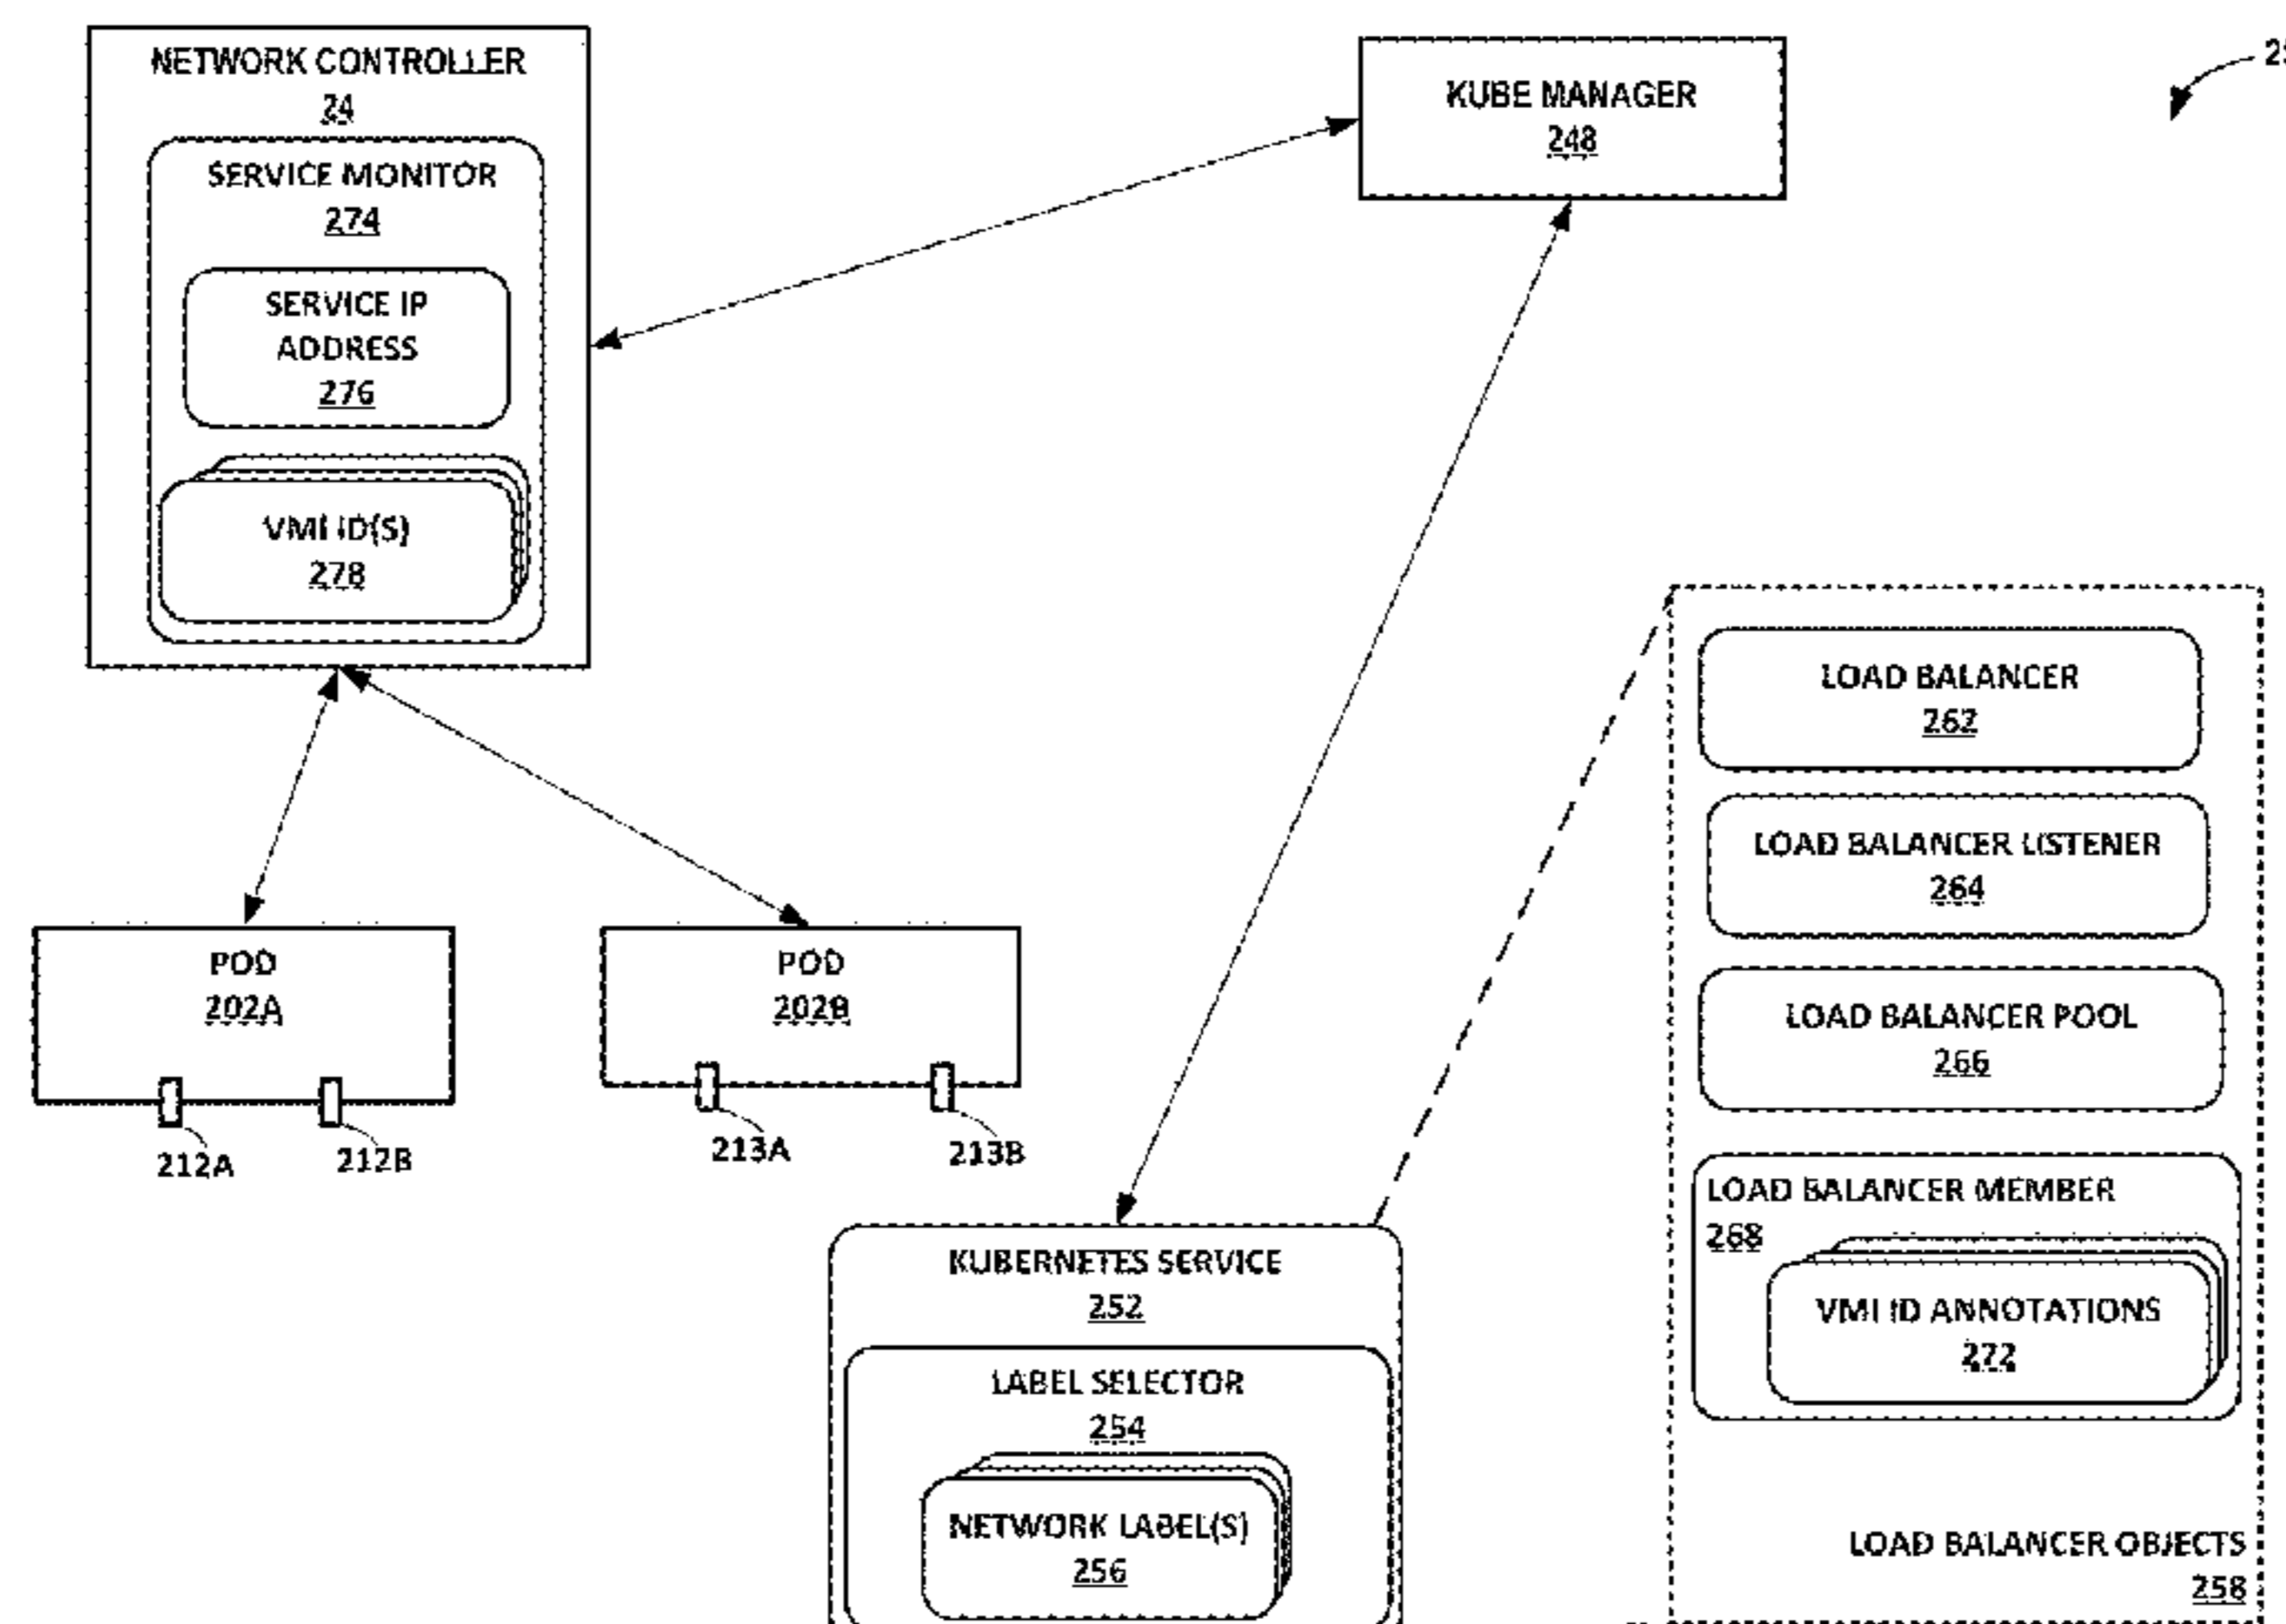 NETWORK CONTROLLER
24
SERVICE MONITOR
274
SERVICE IP
ADDRESS
276
VMI ID(S)
278
KUBE MANAGER
248
POD
202A
212A
212B
POD
202B
213A
213B
KUBERNETES SERVICE
252
LABEL SELECTOR
254
NETWORK LABEL(S)
256
LOAD BALANCER
262
LOAD BALANCER LISTENER
264
LOAD BALANCER POOL
266
LOAD BALANCER MEMBER
268
VMI ID ANNOTATIONS
272
LOAD BALANCER OBJECTS
258